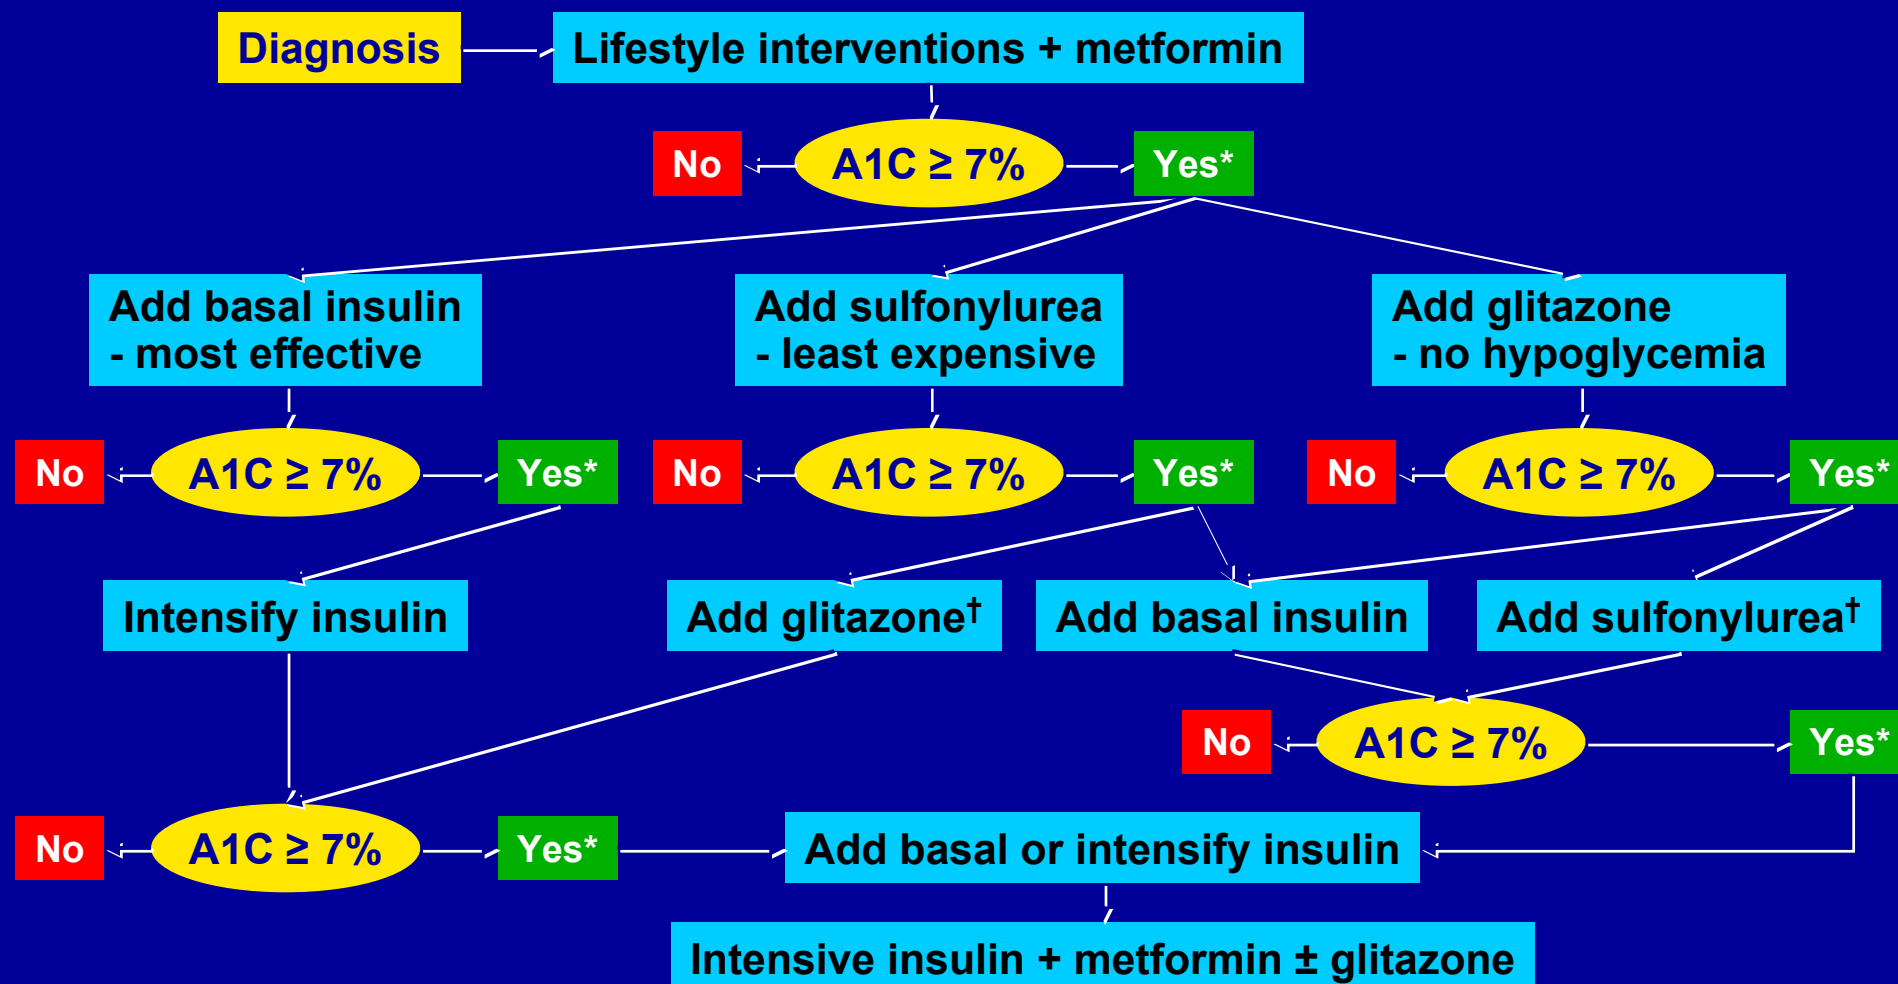 Diagnosis
Lifestyle interventions + metformin
No
A1C ≥ 7%
Yes*
Add basal insulin
- most effective
Add sulfonylurea
- least expensive
Add glitazone
- no hypoglycemia
No
A1C ≥ 7%
Yes*
No
A1C ≥ 7%
Yes*
No
A1C ≥ 7%
Yes*
Intensify insulin
Add glitazone†
Add basal insulin
Add sulfonylurea†
No
A1C ≥ 7%
Yes*
No
A1C ≥ 7%
Yes*
Add basal or intensify insulin
Intensive insulin + metformin ± glitazone